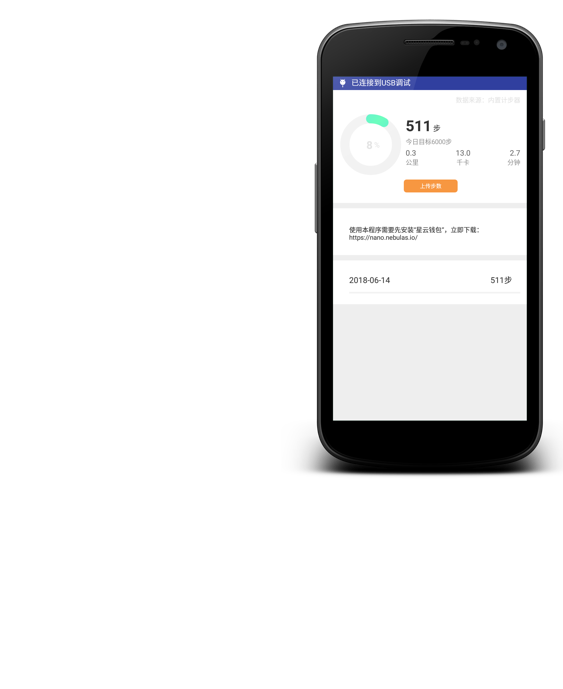 已连接到USB调试
数据来源：内置计步器
8%
511 步
今日目标6000步
0.3 13.0 2.7
公里 千卡 分钟
上传步数
使用本程序需要先安装"星云钱包"，立即下载：
https://nano.nebulas.io/
2018-06-14 511步